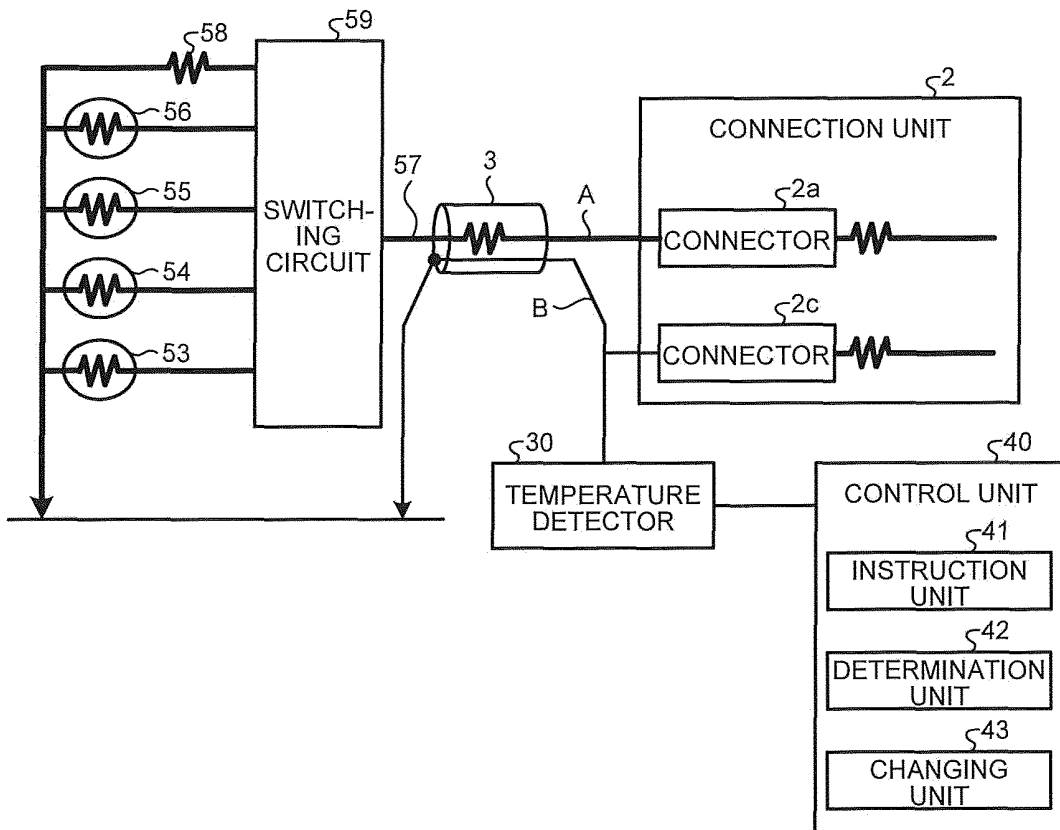 59
58
2
56
CONNECTION UNIT
3
57
A
2a
55
SWITCH-
ING
CIRCUIT
CONNECTOR
54
B
2c
53
CONNECTOR
30
40
TEMPERATURE
DETECTOR
CONTROL UNIT
41
INSTRUCTION
UNIT
42
DETERMINATION
UNIT
43
CHANGING
UNIT